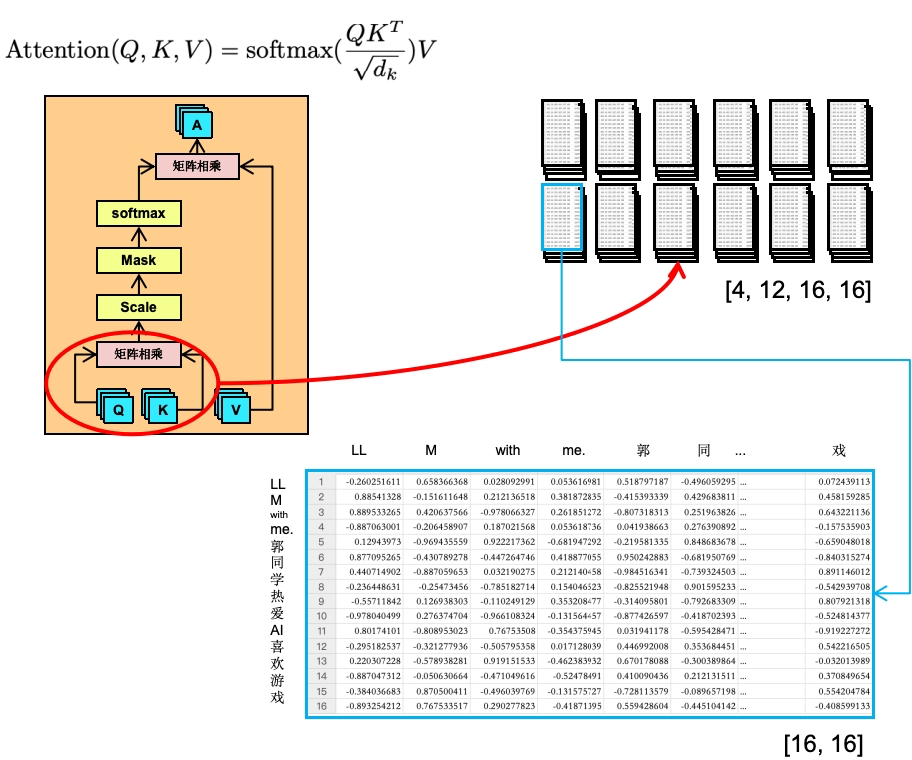 Attention(Q, K, V) = softmax(QK^T / √d_k)V
A
矩阵相乘
softmax
Mask
Scale
矩阵相乘
Q K V
[4, 12, 16, 16]
LL M with me. 郭 同 ... 戏
LL 1 -0.260251611 0.658366368 0.028092991 0.053616981 0.518797187 -0.496059295 ... 0.072439113
M 2 0.88541328 -0.151611648 0.212136518 0.381872835 -0.415393339 0.429683811 ... 0.458159285
with 3 0.889533265 0.420637566 -0.978066327 0.261851272 -0.807318313 0.251963826 ... 0.643221136
me. 4 -0.887063001 -0.206458907 0.187021568 0.053618736 0.041938663 0.276390892 ... -0.157535903
郭 5 0.12943973 -0.969435559 0.922217362 -0.681947292 -0.219581335 0.848683678 ... -0.659048018
同 6 0.877095265 -0.430789278 -0.447264746 0.418877055 0.950242883 -0.681950769 ... -0.840315274
学 7 0.440714902 -0.887059653 0.032190275 0.212140458 -0.984516341 -0.739324503 ... 0.891146012
热 8 -0.236448631 -0.25473456 -0.785182714 0.154046523 -0.825521948 0.901595233 ... -0.542939708
爱 9 -0.55711842 0.126938303 -0.110249129 0.353208477 -0.314095801 -0.792683309 ... 0.807921318
AI 10 -0.978040499 0.276374704 -0.966108324 -0.131564457 -0.877426597 -0.418702393 ... -0.524814377
喜 11 0.80174101 -0.808953023 0.76753508 -0.354375945 0.031941178 -0.595428471 ... -0.919227272
欢 12 -0.295182537 -0.321277936 -0.505795358 0.017128039 0.446992008 0.353684451 ... 0.542216505
游 13 0.220307228 -0.578938281 0.919151533 -0.462383932 0.670178088 -0.300389864 ... -0.032013989
戏 14 -0.887047312 -0.050630664 -0.471049616 -0.52478491 0.410090436 0.212131511 ... 0.370849654
15 -0.384036683 0.870500411 -0.496039769 -0.131575727 -0.728113579 -0.089657198 ... 0.554204784
16 -0.893254212 0.767533517 0.290277823 -0.41871395 0.559428604 -0.445104142 ... -0.408599133
[16, 16]